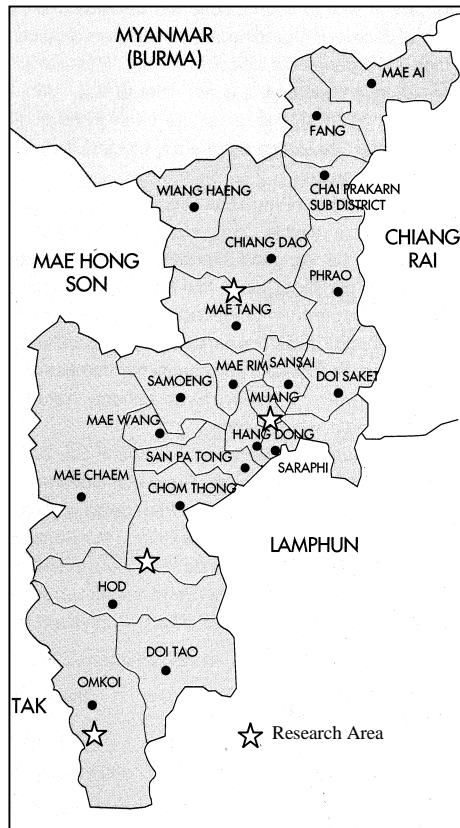 MYANMAR
(BURMA)
MAE AI
FANG
WIANG HAENG
CHAI PRAKARN
SUB DISTRICT
CHIANG DAO
CHIANG
RAI
MAE HONG
SON
PHRAO
MAE TANG
MAE RIM
SANSAI
SAMOENG
DOI SAKET
MUANG
MAE WANG
HANG DONG
SAN PA TONG
SARAPHI
MAE CHAEM
CHOM THONG
LAMPHUN
HOD
DOI TAO
OMKOI
TAK
Research Area